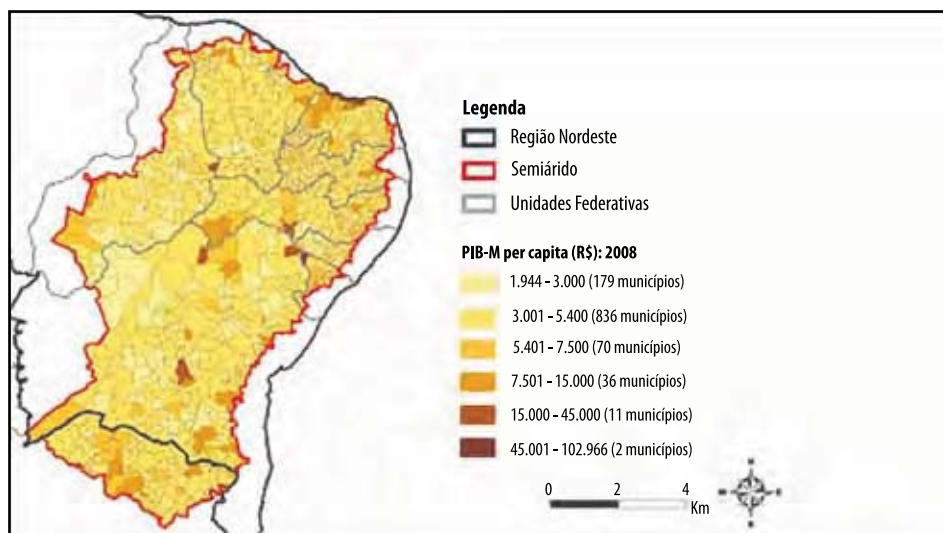 Legenda
Região Nordeste
Semiárido
Unidades Federativas
PIB-M per capita (R$): 2008
1.944 - 3.000 (179 municípios)
3.001 - 5.400 (836 municípios)
5.401 - 7.500 (70 municípios)
7.501 - 15.000 (36 municípios)
15.000 - 45.000 (11 municípios)
45.001 - 102.966 (2 municípios)
0 2 4
Km